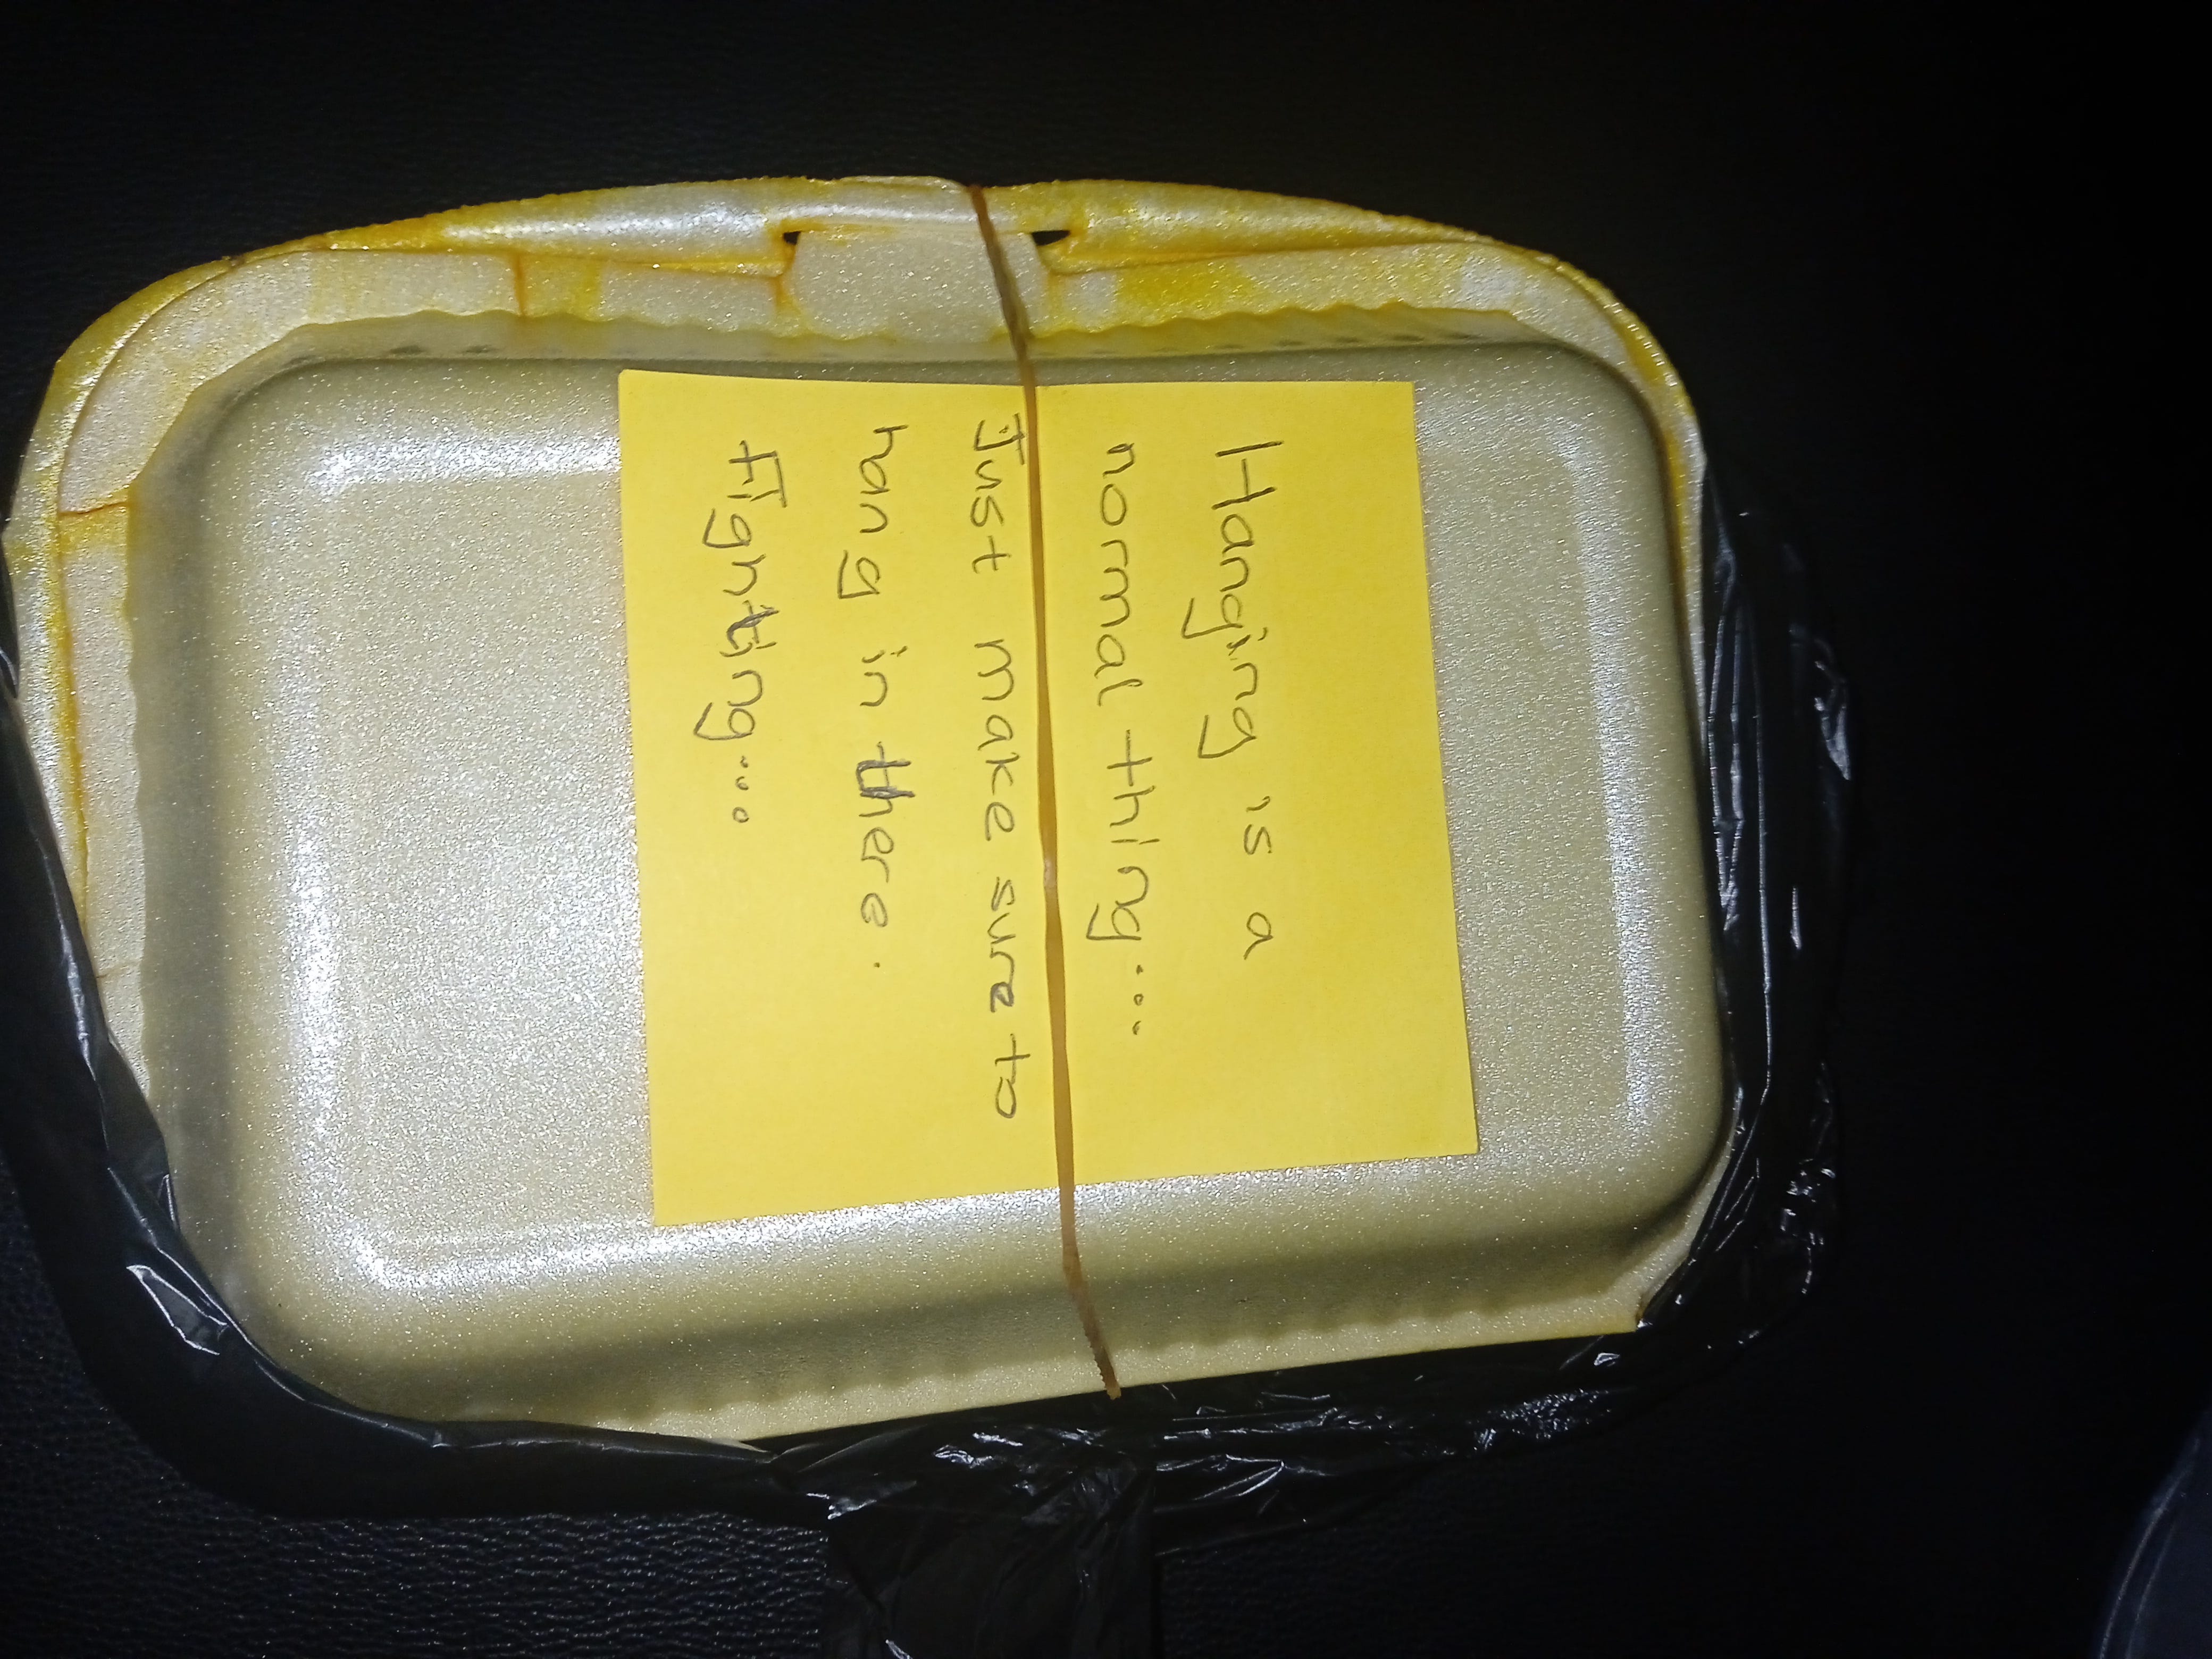 Hanging is a
normal thing...
Just make sure to
hang in there.
Fighting...